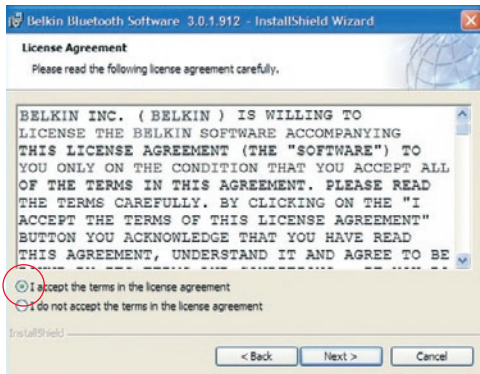 Belkin Bluetooth Software 3.0.1.912 - InstallShield Wizard
License Agreement
Please read the following license agreement carefully.
BELKIN INC. ( BELKIN ) IS WILLING TO
LICENSE THE BELKIN SOFTWARE ACCOMPANYING
THIS LICENSE AGREEMENT (THE "SOFTWARE") TO
YOU ONLY ON THE CONDITION THAT YOU ACCEPT ALL
OF THE TERMS IN THIS AGREEMENT. PLEASE READ
THE TERMS CAREFULLY. BY CLICKING ON THE "I
ACCEPT THE TERMS OF THIS LICENSE AGREEMENT"
BUTTON YOU ACKNOWLEDGE THAT YOU HAVE READ
THIS AGREEMENT, UNDERSTAND IT AND AGREE TO BE
I accept the terms in the license agreement
I do not accept the terms in the license agreement
InstallShield
< Back Next > Cancel